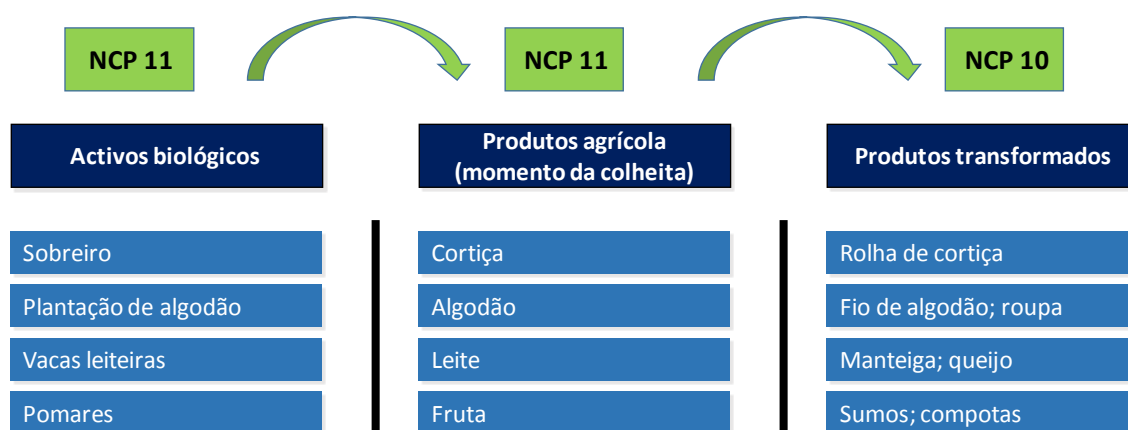 NCP 11
NCP 11
NCP 10
Activos biológicos
Produtos agrícola
(momento da colheita)
Produtos transformados
Sobreiro
Cortiça
Rolha de cortiça
Plantação de algodão
Algodão
Fio de algodão; roupa
Vacas leiteiras
Leite
Manteiga; queijo
Pomares
Fruta
Sumos; compotas